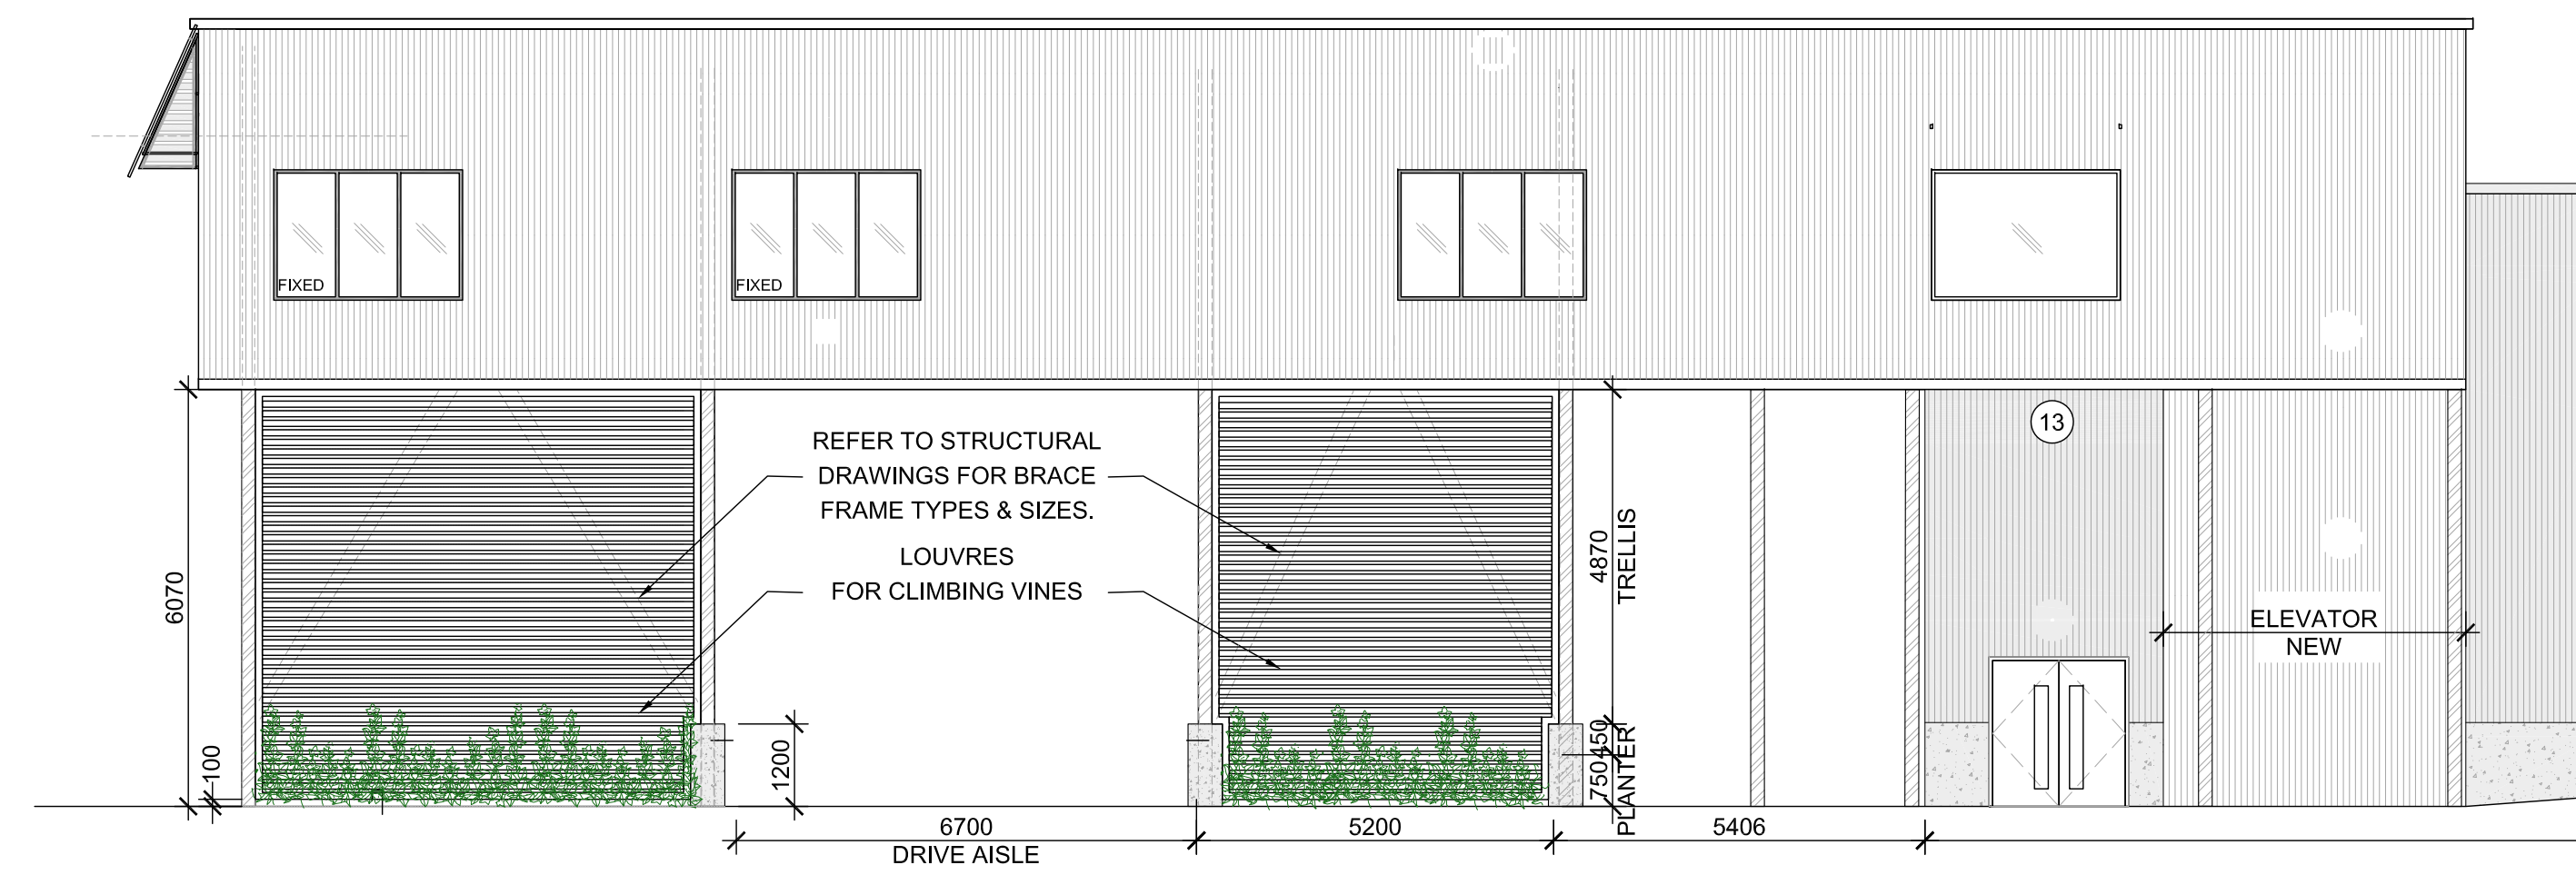 FIXED
FIXED
13
REFER TO STRUCTURAL
DRAWINGS FOR BRACE
FRAME TYPES & SIZES.
LOUVRES
FOR CLIMBING VINES
6070
100
1200
4870
TRELLIS
450
750
PLANTER
ELEVATOR
NEW
6700
DRIVE AISLE
5200
5406